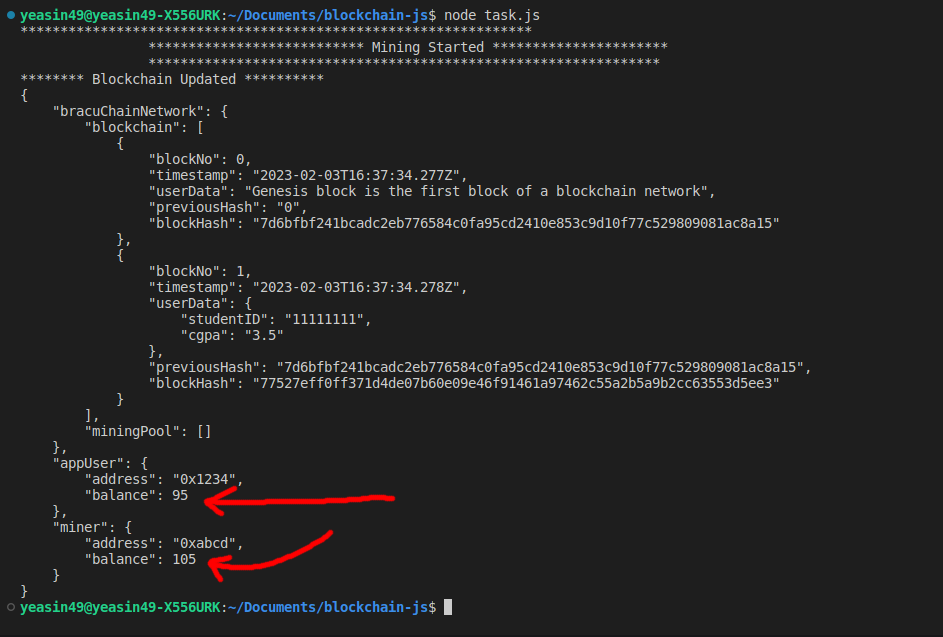 yeasin49@yeasin49-X556URK:~/Documents/blockchain-js$ node task.js
****************************************************************
*************************** Mining Started **********************
****************************************************************
******** Blockchain Updated **********
{
"bracuChainNetwork": {
"blockchain": [
{
"blockNo": 0,
"timestamp": "2023-02-03T16:37:34.277Z",
"userData": "Genesis block is the first block of a blockchain network",
"previousHash": "0",
"blockHash": "7d6bfbf241bcadc2eb776584c0fa95cd2410e853c9d10f77c529809081ac8a15"
},
{
"blockNo": 1,
"timestamp": "2023-02-03T16:37:34.278Z",
"userData": {
"studentID": "11111111",
"cgpa": "3.5"
},
"previousHash": "7d6bfbf241bcadc2eb776584c0fa95cd2410e853c9d10f77c529809081ac8a15",
"blockHash": "77527eff0ff371d4de07b60e09e46f91461a97462c55a2b5a9b2cc63553d5ee3"
}
],
"miningPool": []
},
"appUser": {
"address": "0x1234",
"balance": 95
},
"miner": {
"address": "0xabcd",
"balance": 105
}
}
yeasin49@yeasin49-X556URK:~/Documents/blockchain-js$